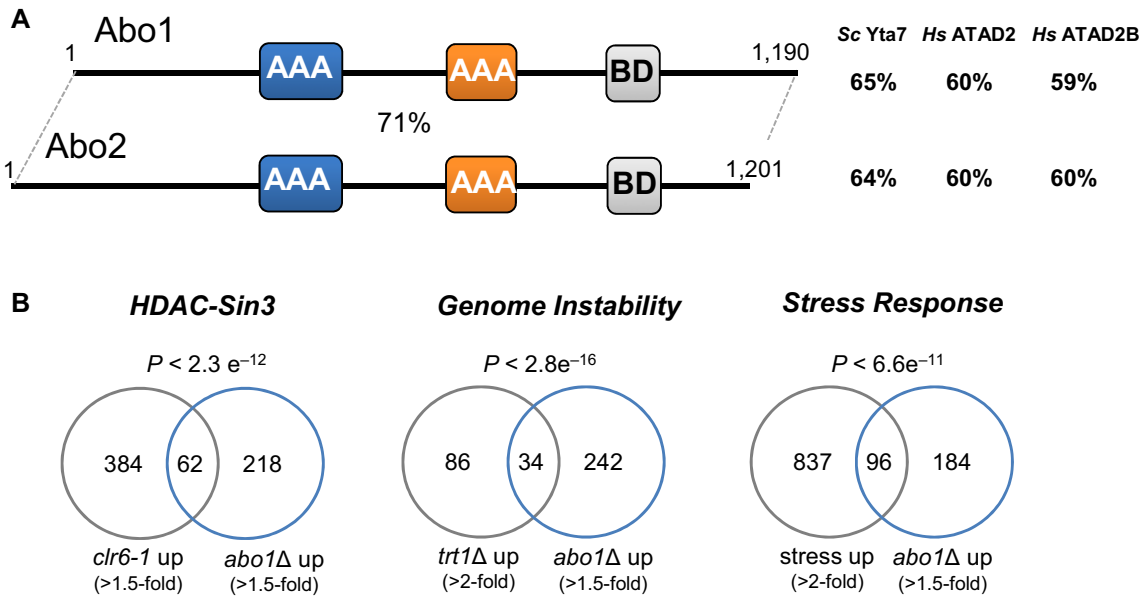 A
Abo1
1
AAA
AAA
BD
1,190
Sc Yta7 Hs ATAD2 Hs ATAD2B
65% 60% 59%
71%
Abo2
1
AAA
AAA
BD
1,201
64% 60% 60%
B
HDAC-Sin3
Genome Instability
Stress Response
P < 2.3 e–12
P < 2.8e–16
P < 6.6e–11
384 62 218
86 34 242
837 96 184
clr6-1 up
(>1.5-fold)
abo1Δ up
(>1.5-fold)
trt1Δ up
(>2-fold)
abo1Δ up
(>1.5-fold)
stress up
(>2-fold)
abo1Δ up
(>1.5-fold)